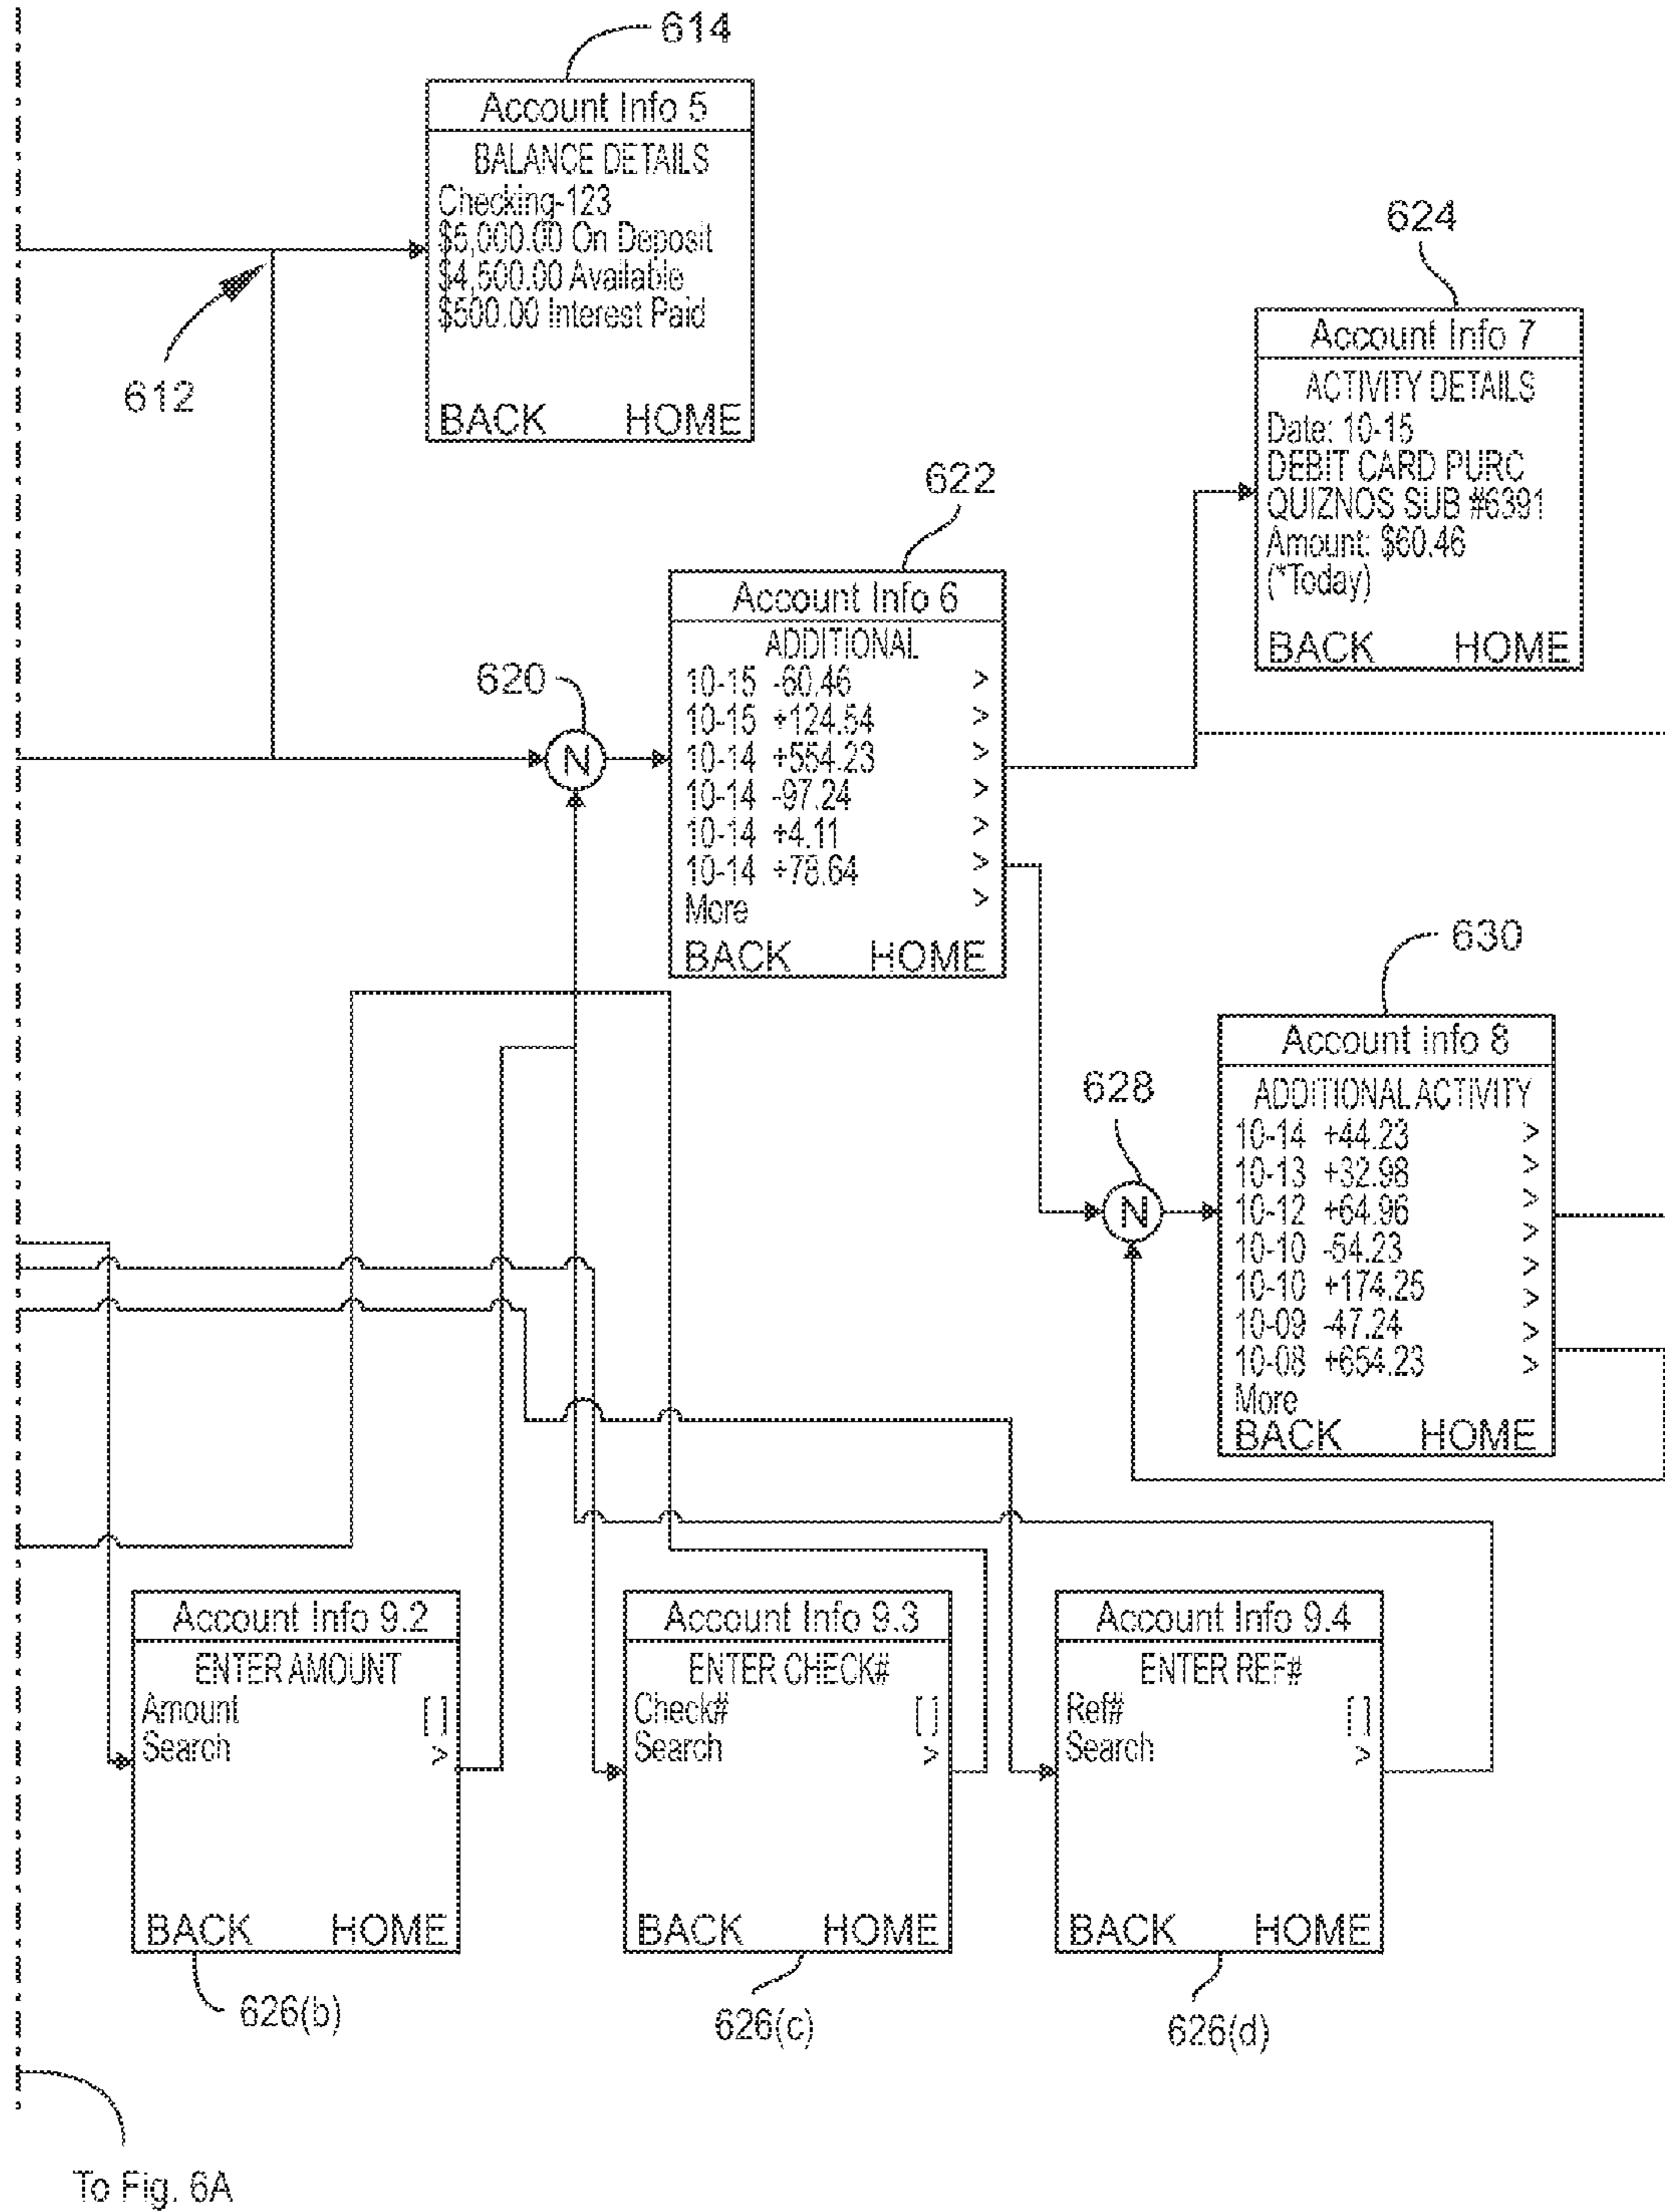 614
Account Info 5
BALANCE DETAILS
Checking-123
$5,000.00 On Deposit
$4,500.00 Available
$500.00 Interest Paid
BACK HOME
612
624
Account Info 7
ACTIVITY DETAILS
Date: 10-15
DEBIT CARD PURC
QUIZNOS SUB #6391
Amount: $60.46
(*Today)
BACK HOME
622
Account Info 6
ADDITIONAL
10-15 -60.46 >
10-15 +124.54 >
10-14 +554.23 >
10-14 -97.24 >
10-14 +4.11 >
10-14 +78.64 >
More >
BACK HOME
620
N
630
Account Info 8
ADDITIONAL ACTIVITY
10-14 +44.23 >
10-13 +32.98 >
10-12 +64.96 >
10-10 -54.23 >
10-10 +174.25 >
10-09 -47.24 >
10-08 +654.23 >
More
BACK HOME
628
N
Account Info 9.2
ENTER AMOUNT
Amount [ ]
Search >
BACK HOME
626(b)
Account Info 9.3
ENTER CHECK#
Check# [ ]
Search >
BACK HOME
626(c)
Account Info 9.4
ENTER REF#
Ref# [ ]
Search >
BACK HOME
626(d)
To Fig. 6A